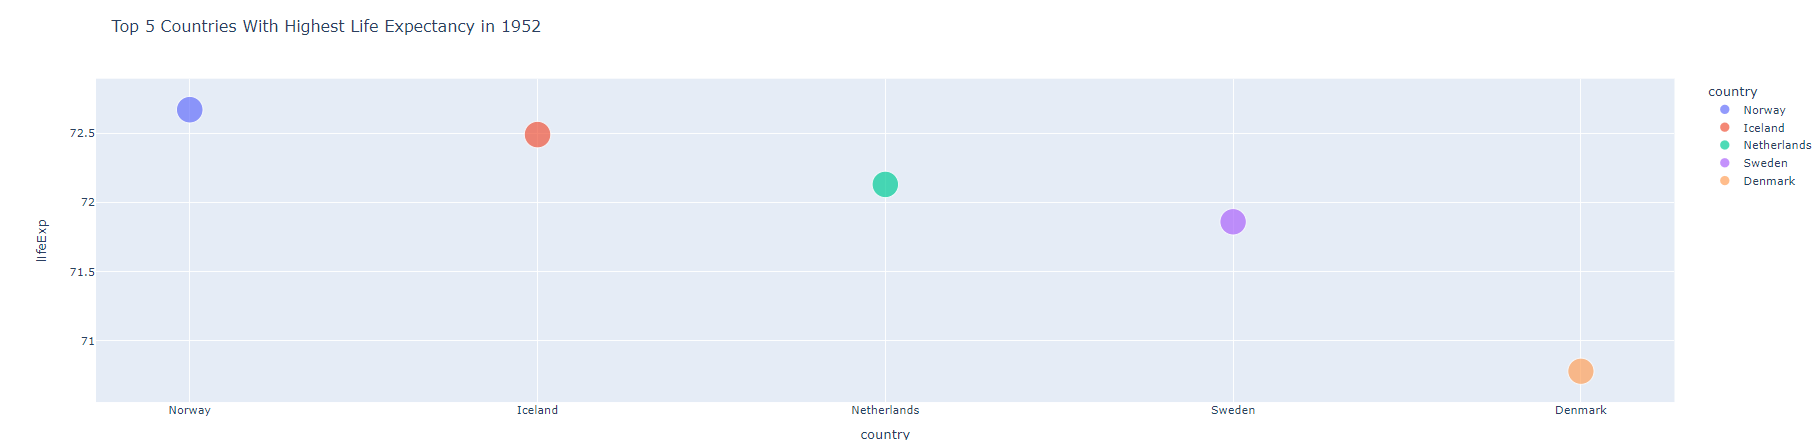 Top 5 Countries With Highest Life Expectancy in 1952
lifeExp
72.5
72
71.5
71
Norway
Iceland
Netherlands
Sweden
Denmark
country
country
Norway
Iceland
Netherlands
Sweden
Denmark